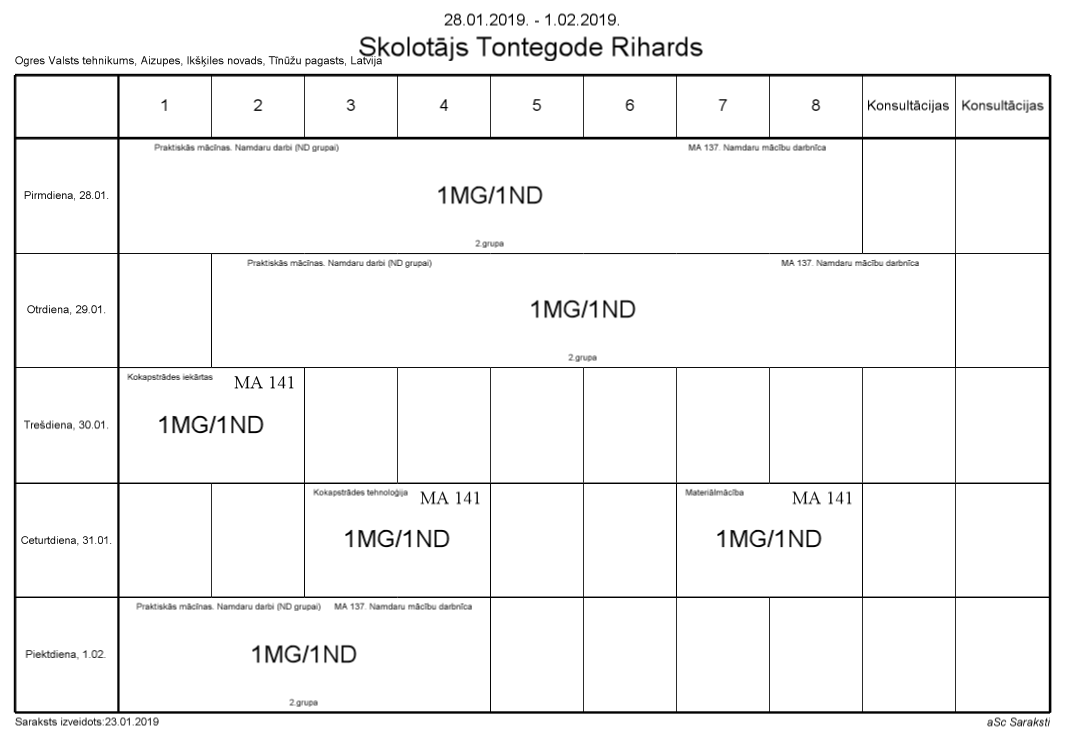 28.01.2019. - 1.02.2019.
Skolotājs Tontegode Rihards
Ogres Valsts tehnikums, Aizupes, Ikšķiles novads, Tīnūžu pagasts, Latvija
1 2 3 4 5 6 7 8 Konsultācijas Konsultācijas
Praktiskās mācīnas. Namdaru darbi (ND grupai) MA 137. Namdaru mācību darbnīca
Pirmdiena, 28.01. 1MG/1ND
2.grupa
Praktiskās mācīnas. Namdaru darbi (ND grupai) MA 137. Namdaru mācību darbnīca
Otrdiena, 29.01. 1MG/1ND
2.grupa
Kokapstrādes iekārtas MA 141
Trešdiena, 30.01. 1MG/1ND
Kokapstrādes tehnoloģija MA 141 Materiālmācība MA 141
Ceturtdiena, 31.01. 1MG/1ND 1MG/1ND
Praktiskās mācīnas. Namdaru darbi (ND grupai) MA 137. Namdaru mācību darbnīca
Piektdiena, 1.02. 1MG/1ND
2.grupa
Saraksts izveidots:23.01.2019 aSc Saraksti